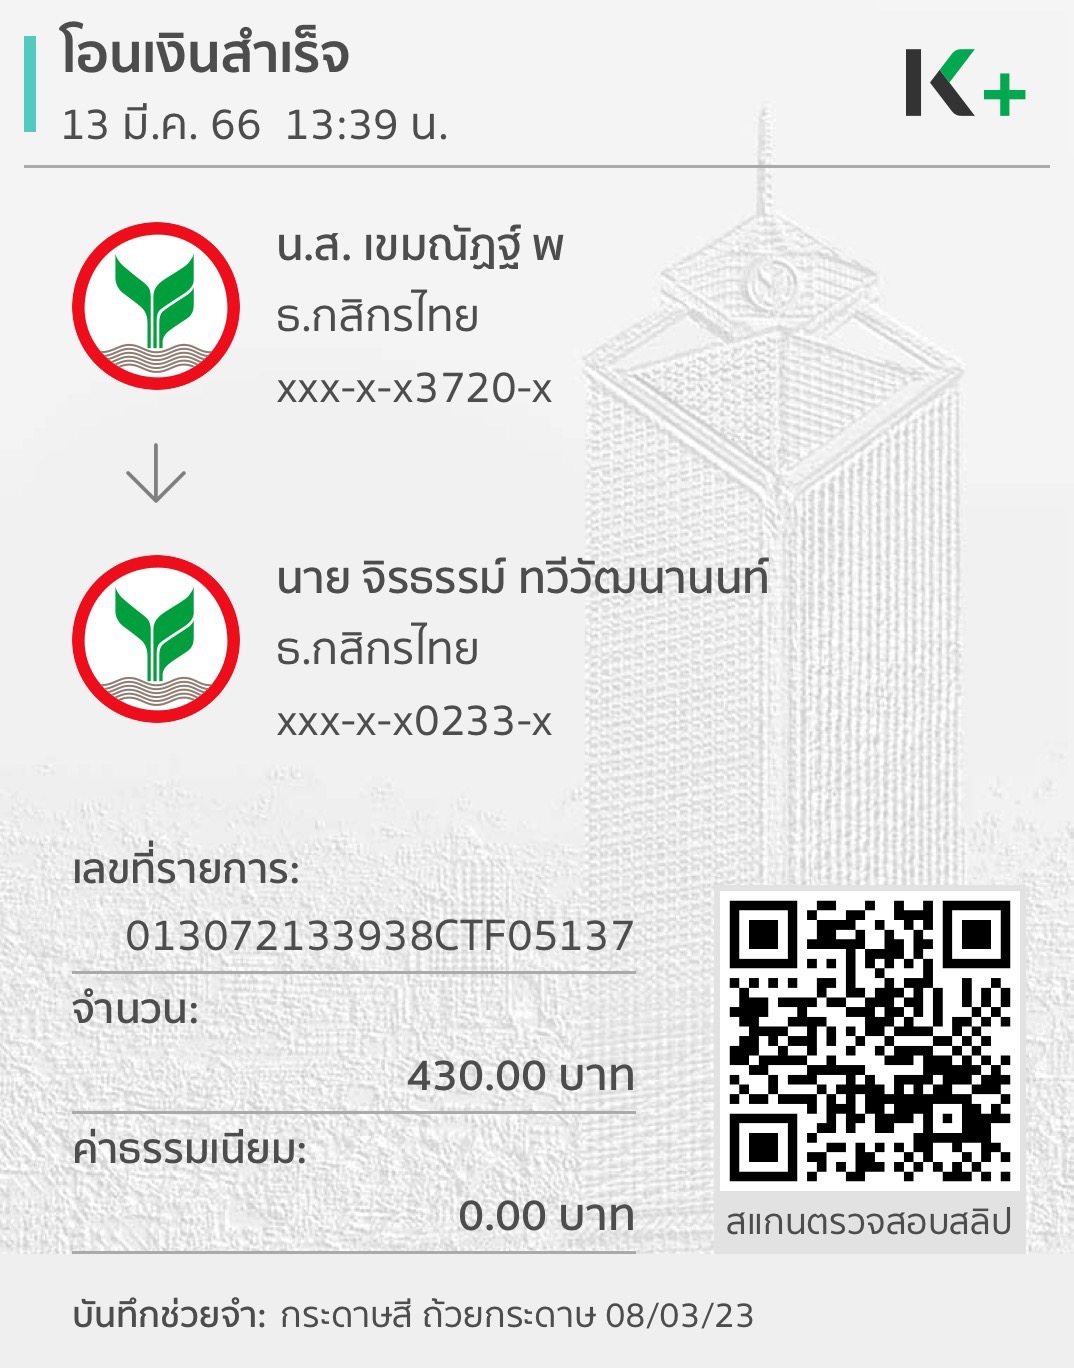 โอนเงินสำเร็จ
13 มี.ค. 66 13:39 น.
K+
น.ส. เขมณัฏฐ์ พ
ธ.กสิกรไทย
xxx-x-x3720-x
นาย จิรธรรม์ ทวีวัฒนานนท์
ธ.กสิกรไทย
xxx-x-x0233-x
เลขที่รายการ:
013072133938CTF05137
จำนวน:
430.00 บาท
ค่าธรรมเนียม:
0.00 บาท
สแกนตรวจสอบสลิป
บันทึกช่วยจำ: กระดาษสี ถ้วยกระดาษ 08/03/23